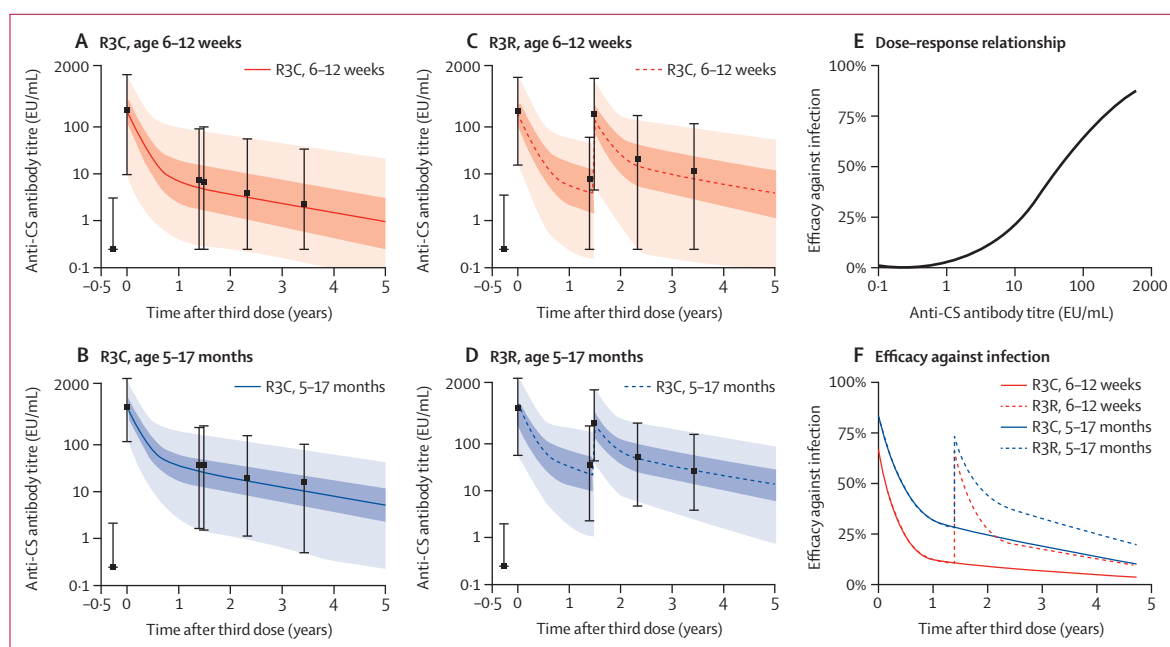 A R3C, age 6–12 weeks
Anti-CS antibody titre (EU/mL)
2000
100
10
1
0·1
R3C, 6–12 weeks
–0·5 0 1 2 3 4 5
Time after third dose (years)
C R3R, age 6–12 weeks
Anti-CS antibody titre (EU/mL)
2000
100
10
1
0·1
R3C, 6–12 weeks
–0·5 0 1 2 3 4 5
Time after third dose (years)
E Dose–response relationship
Efficacy against infection
100%
75%
50%
25%
0%
0·1 1 10 100 2000
Anti-CS antibody titre (EU/mL)
B R3C, age 5–17 months
Anti-CS antibody titre (EU/mL)
2000
100
10
1
0·1
R3C, 5–17 months
–0·5 0 1 2 3 4 5
Time after third dose (years)
D R3R, age 5–17 months
Anti-CS antibody titre (EU/mL)
2000
100
10
1
0·1
R3C, 5–17 months
–0·5 0 1 2 3 4 5
Time after third dose (years)
F Efficacy against infection
Efficacy against infection
100%
75%
50%
25%
0%
R3C, 6–12 weeks
R3R, 6–12 weeks
R3C, 5–17 months
R3R, 5–17 months
0 1 2 3 4 5
Time after third dose (years)